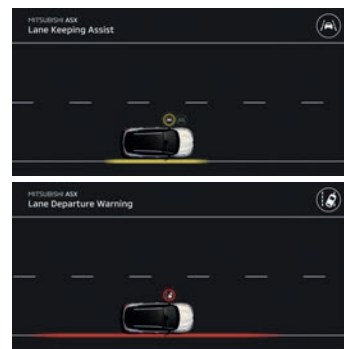 MITSUBISHI ASX
Lane Keeping Assist
MITSUBISHI ASX
Lane Departure Warning